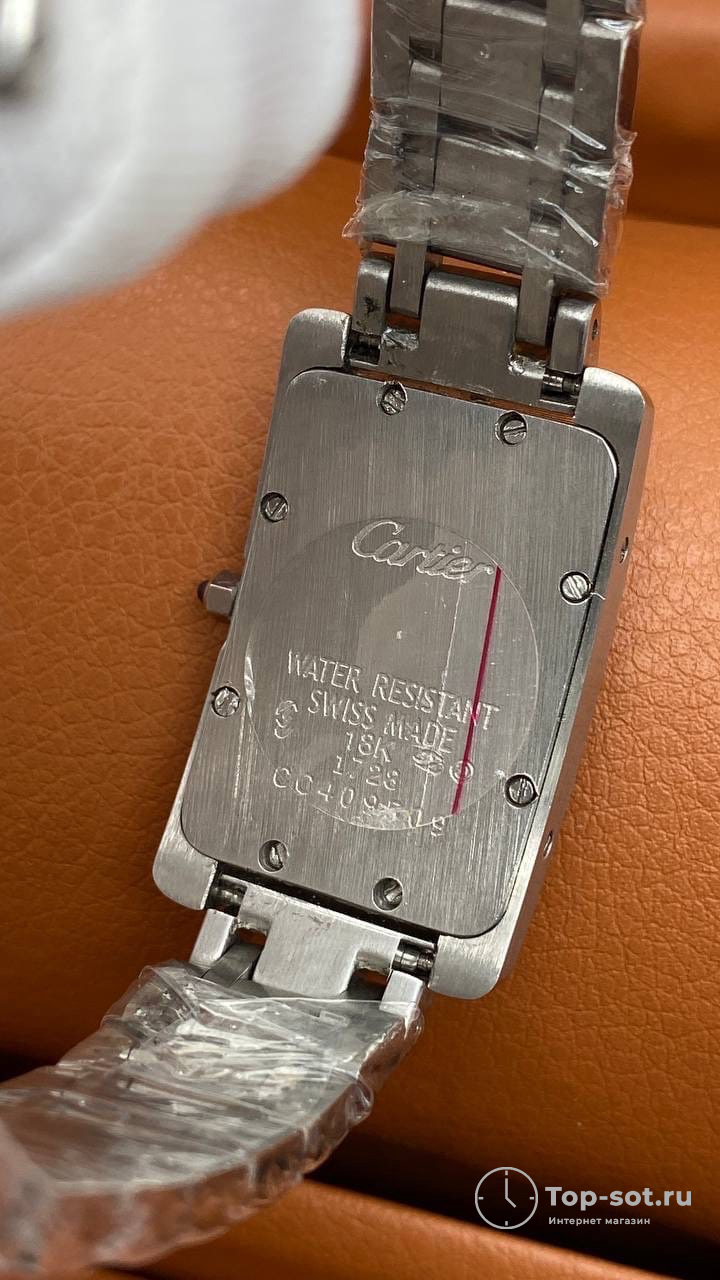 Cartier
WATER RESISTANT
SWISS MADE
18K
1728
Top-sot.ru
Интернет магазин